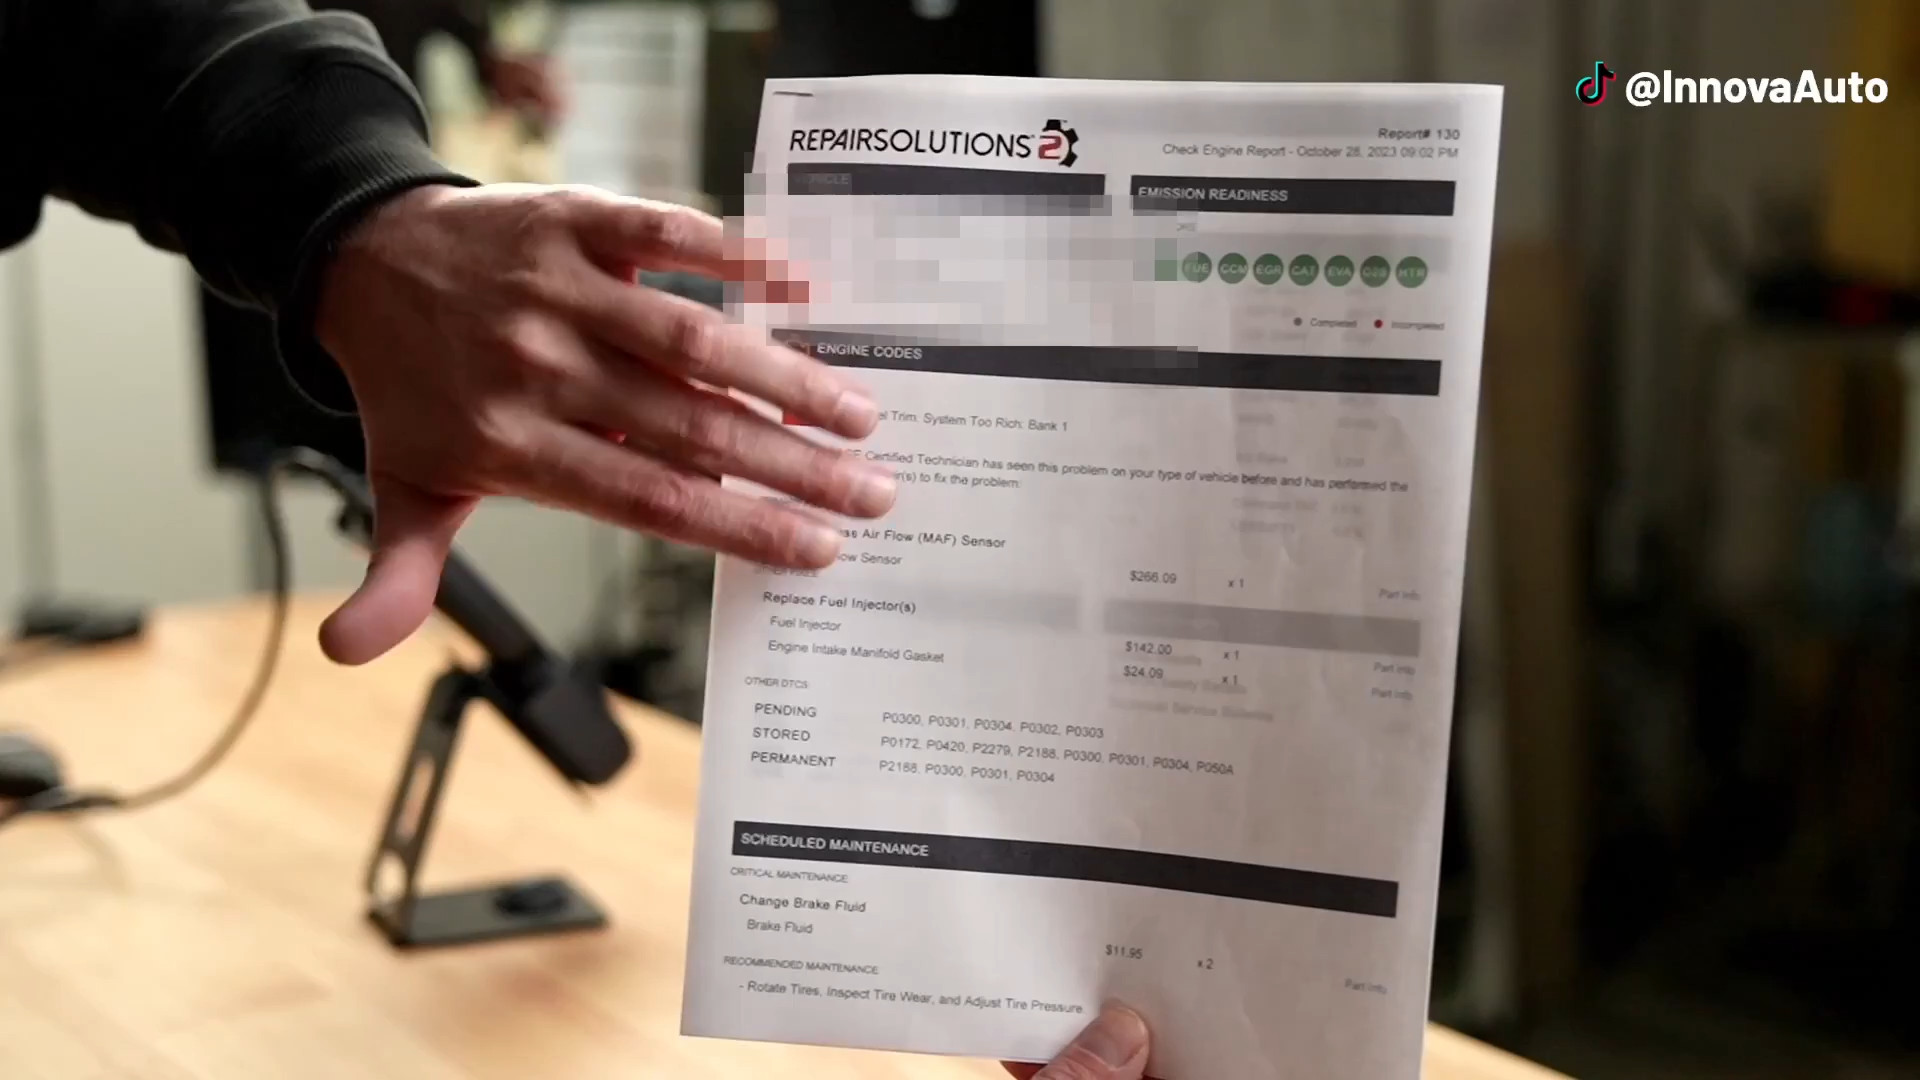 @InnovaAuto
REPAIRSOLUTIONS 2
Report# 130
Check Engine Report - October 28, 2023 09:02 PM
VEHICLE
EMISSION READINESS
FUE CCM EGR CAT EVA O2S HTR
Completed Incompleted
ENGINE CODES
Trim: System Too Rich: Bank 1
Certified Technician has seen this problem on your type of vehicle before and has performed the
to fix the problem:
Air Flow (MAF) Sensor
Sensor
$266.09 x 1 Part Info
Replace Fuel Injector(s)
Fuel Injector $142.00 x 1 Part Info
Engine Intake Manifold Gasket $24.09 x 1 Part Info
OTHER DTCS:
PENDING P0300, P0301, P0304, P0302, P0303
STORED P0172, P0420, P2279, P2188, P0300, P0301, P0304, P050A
PERMANENT P2188, P0300, P0301, P0304
SCHEDULED MAINTENANCE
CRITICAL MAINTENANCE:
Change Brake Fluid
Brake Fluid $11.95 x 2 Part Info
RECOMMENDED MAINTENANCE
- Rotate Tires, Inspect Tire Wear, and Adjust Tire Pressure